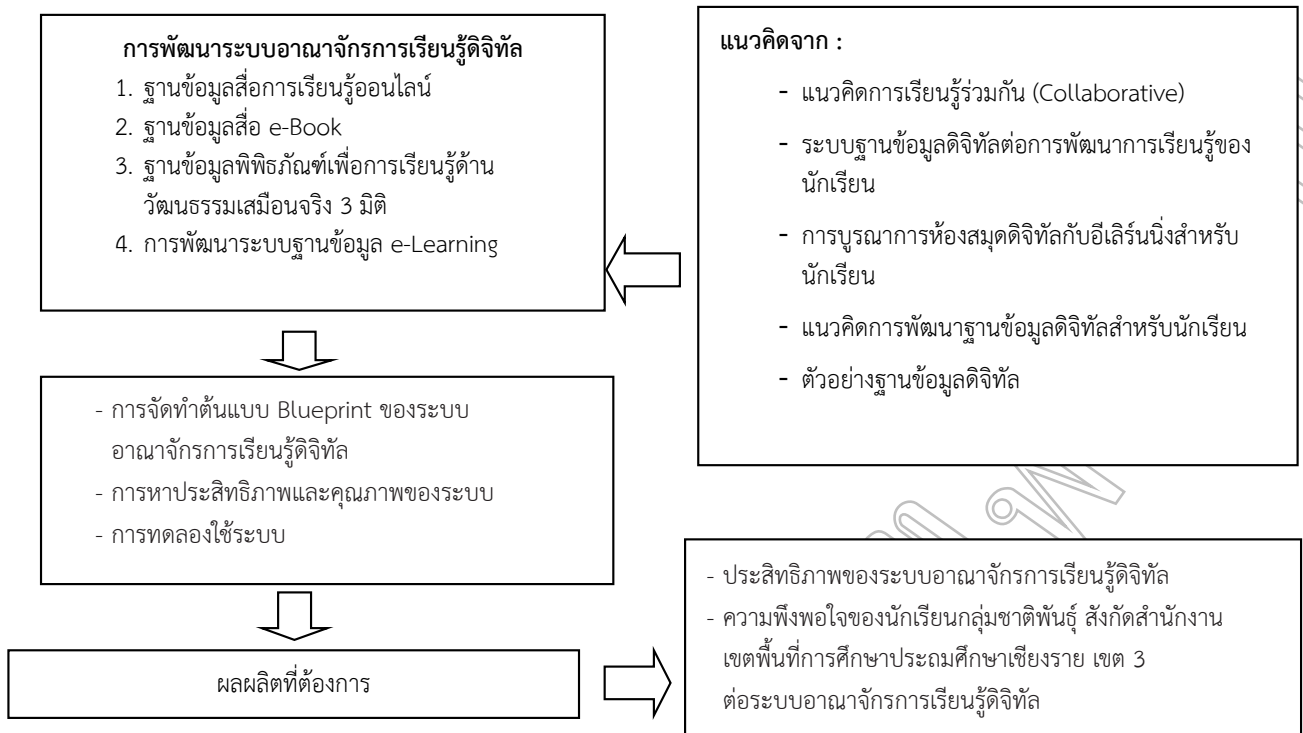 การพัฒนาระบบอาณาจักรการเรียนรู้ดิจิทัล
1. ฐานข้อมูลสื่อการเรียนรู้ออนไลน์
2. ฐานข้อมูลสื่อ e-Book
3. ฐานข้อมูลพิพิธภัณฑ์เพื่อการเรียนรู้ด้าน
วัฒนธรรมเสมือนจริง 3 มิติ
4. การพัฒนาระบบฐานข้อมูล e-Learning
แนวคิดจาก :
- แนวคิดการเรียนรู้ร่วมกัน (Collaborative)
- ระบบฐานข้อมูลดิจิทัลต่อการพัฒนาการเรียนรู้ของ
นักเรียน
- การบูรณาการห้องสมุดดิจิทัลกับอีเลิร์นนิ่งสำหรับ
นักเรียน
- แนวคิดการพัฒนาฐานข้อมูลดิจิทัลสำหรับนักเรียน
- ตัวอย่างฐานข้อมูลดิจิทัล
- การจัดทำต้นแบบ Blueprint ของระบบ
อาณาจักรการเรียนรู้ดิจิทัล
- การหาประสิทธิภาพและคุณภาพของระบบ
- การทดลองใช้ระบบ
ผลผลิตที่ต้องการ
- ประสิทธิภาพของระบบอาณาจักรการเรียนรู้ดิจิทัล
- ความพึงพอใจของนักเรียนกลุ่มชาติพันธุ์ สังกัดสำนักงาน
เขตพื้นที่การศึกษาประถมศึกษาเชียงราย เขต 3
ต่อระบบอาณาจักรการเรียนรู้ดิจิทัล